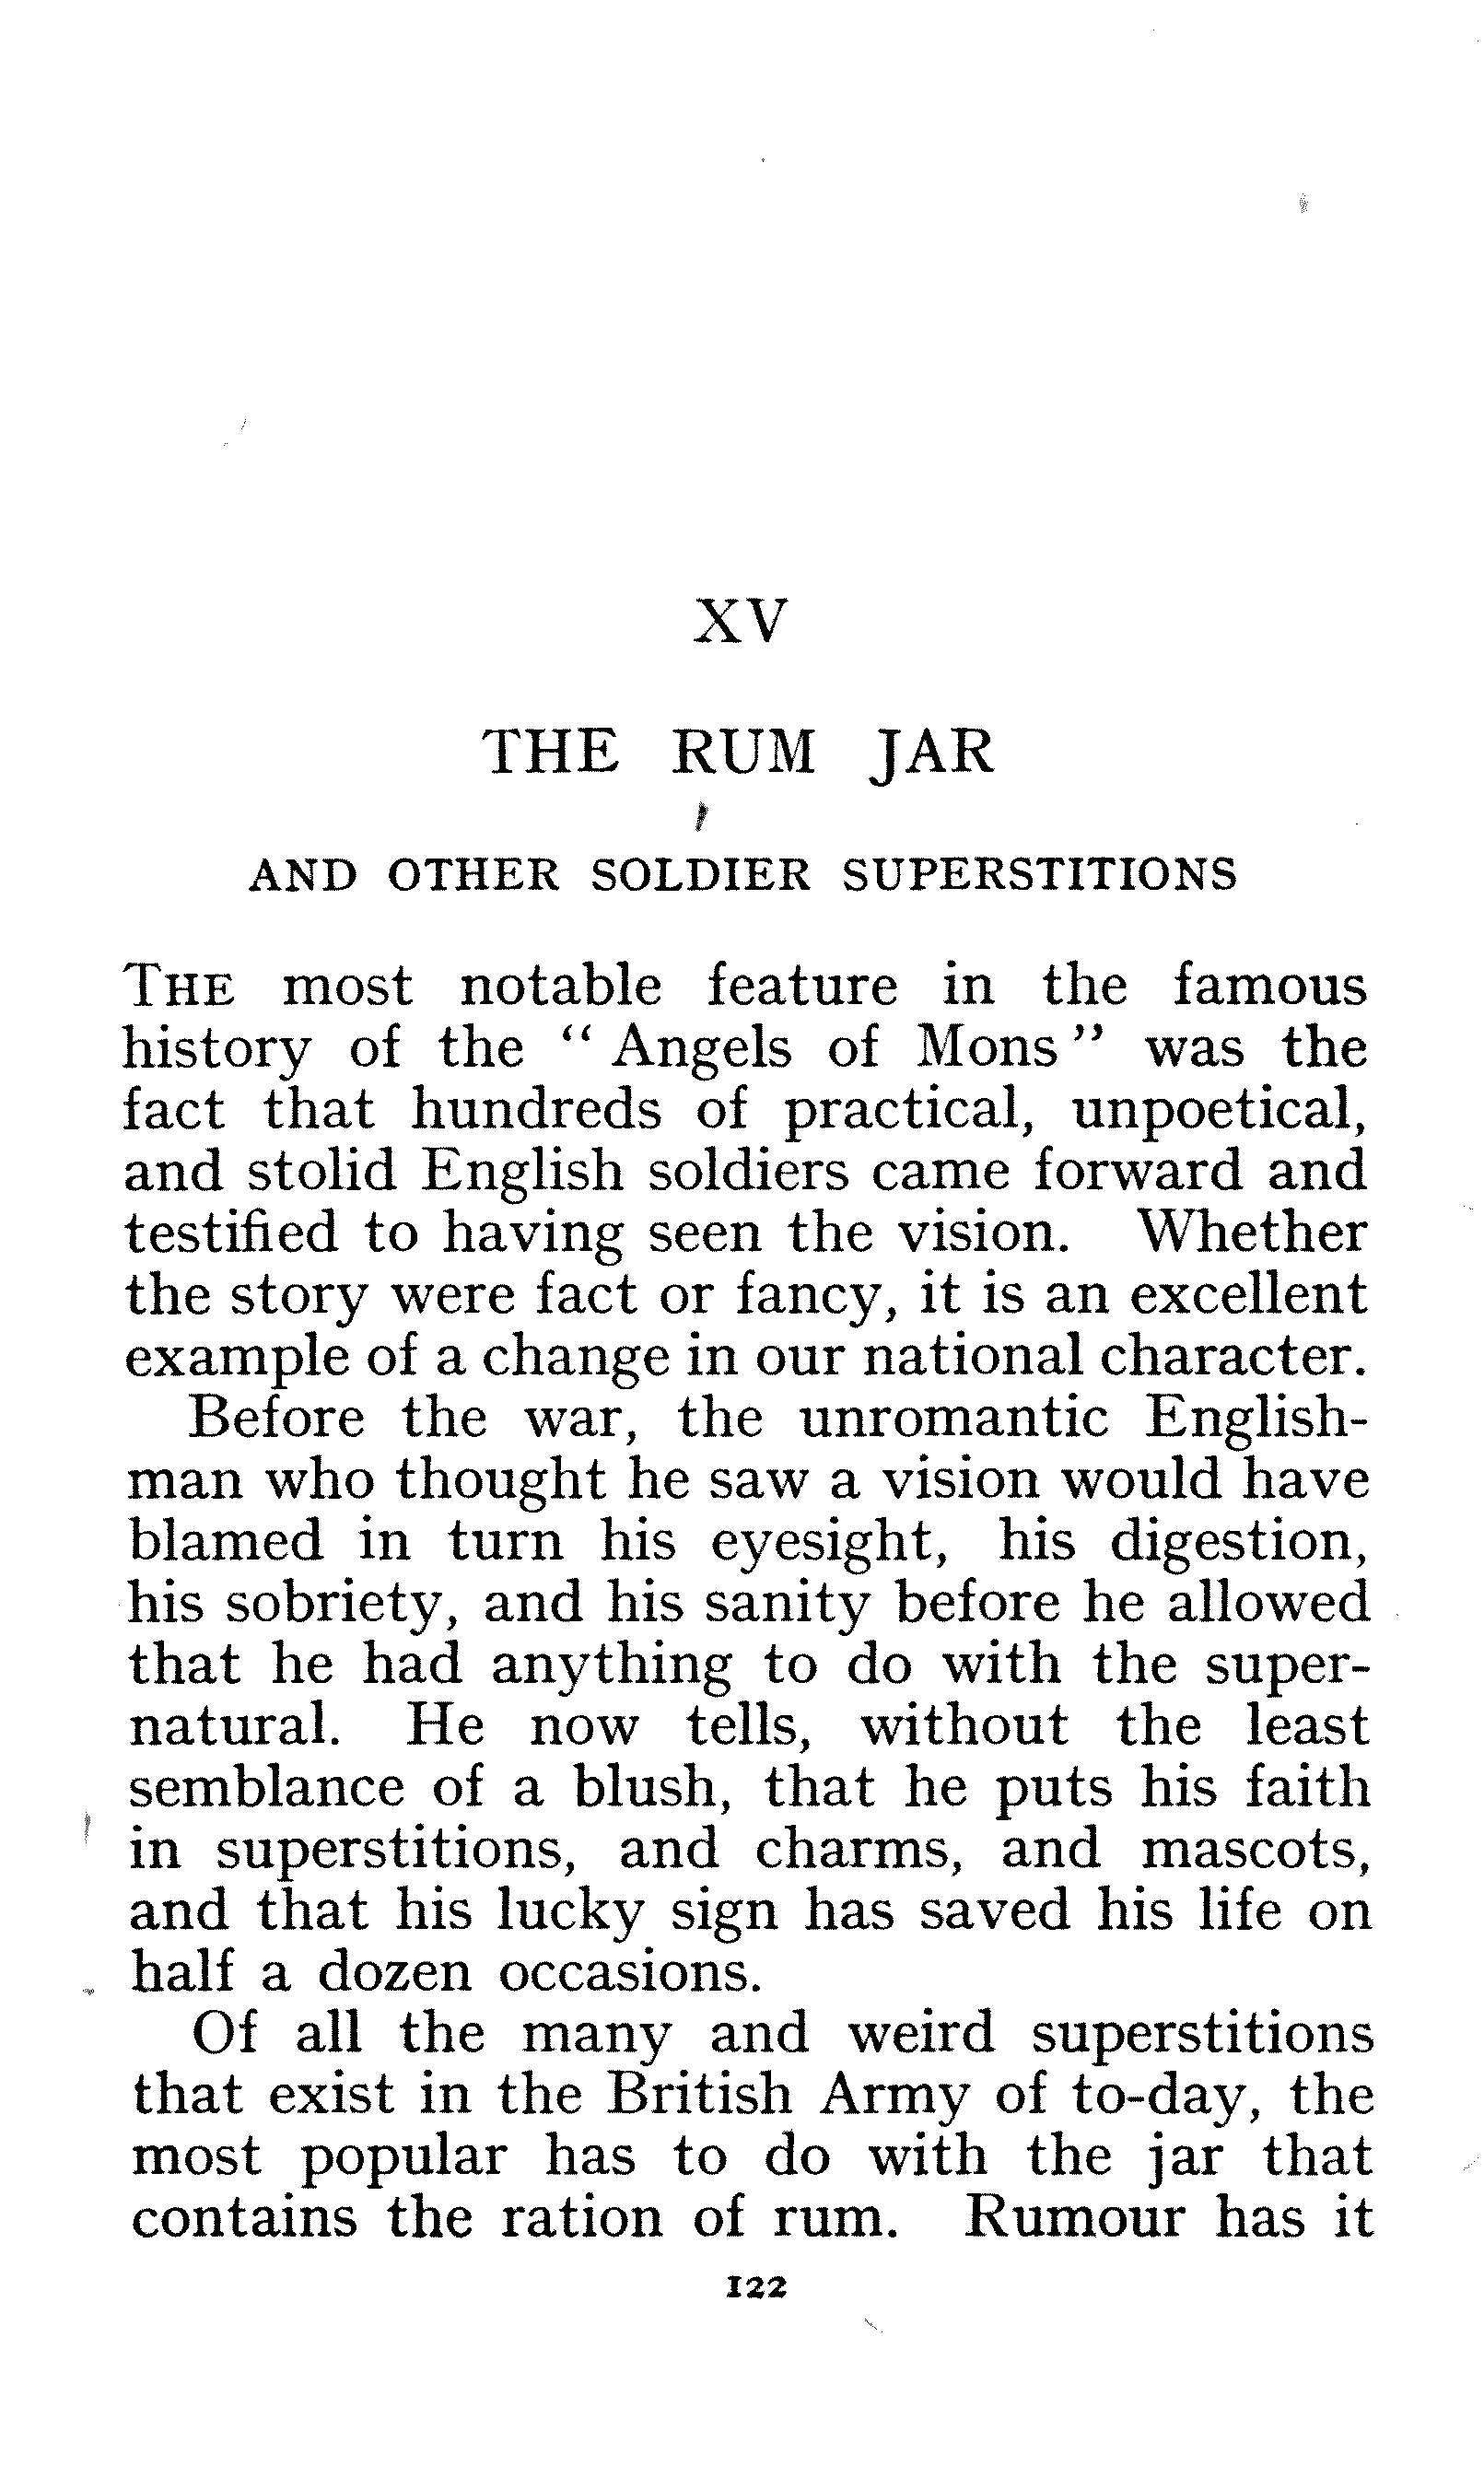 XV
THE RUM JAR
AND OTHER SOLDIER SUPERSTITIONS
THE most notable feature in the famous
history of the “ Angels of Mons ” was the
fact that hundreds of practical, unpoetical,
and stolid English soldiers came forward and
testified to having seen the vision. Whether
the story were fact or fancy, it is an excellent
example of a change in our national character.
Before the war, the unromantic English-
man who thought he saw a vision would have
blamed in turn his eyesight, his digestion,
his sobriety, and his sanity before he allowed
that he had anything to do with the super-
natural. He now tells, without the least
semblance of a blush, that he puts his faith
in superstitions, and charms, and mascots,
and that his lucky sign has saved his life on
half a dozen occasions.
Of all the many and weird superstitions
that exist in the British Army of to-day, the
most popular has to do with the jar that
contains the ration of rum. Rumour has it
122